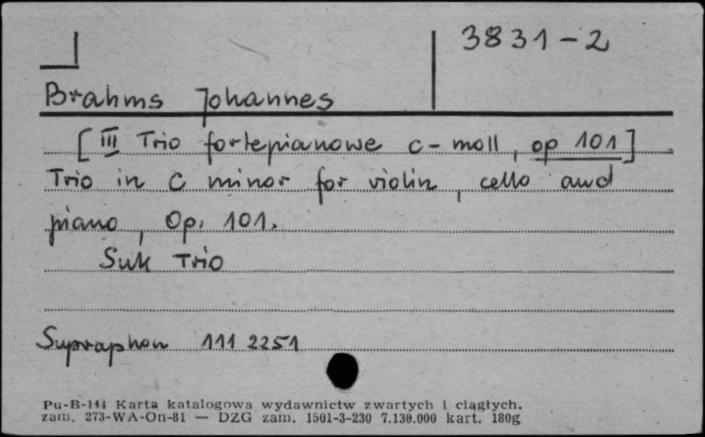 3831-2
Brahms Johannes
[III Trio fortepianowe c-moll, op 101]
Trio in C minor for violin, cello and
piano, Op. 101.
Suk Trio
Supraphon 111 2251
Pu-B-144 Karta katalogowa wydawnictw zwartych i ciągłych.
zam. 273-WA-On-81 — DZG zam. 1501-3-230 7.130.000 kart. 180g